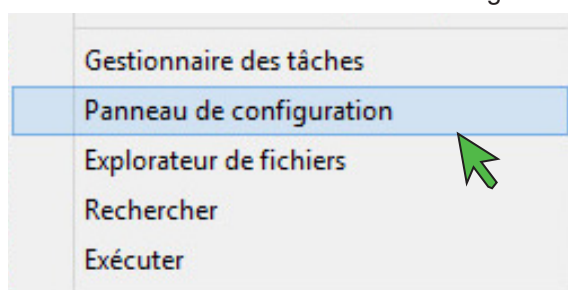 Gestionnaire des tâches
Panneau de configuration
Explorateur de fichiers
Rechercher
Exécuter